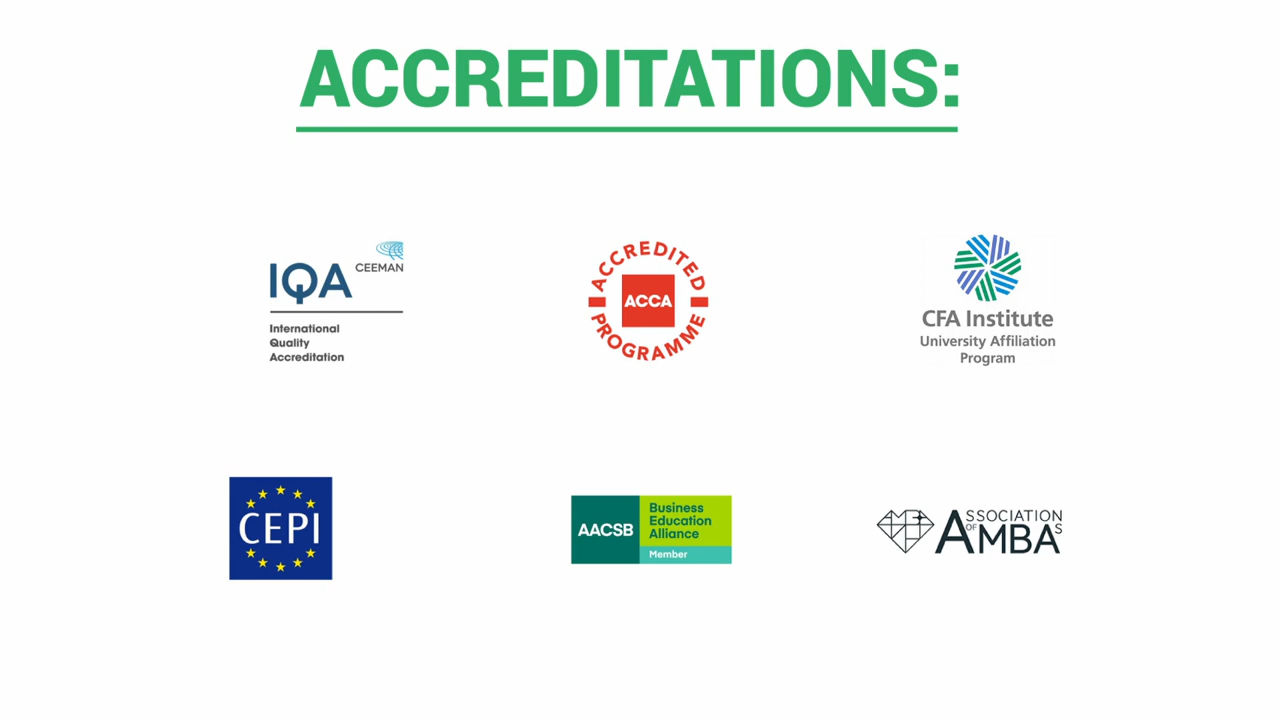 ACCREDITATIONS:
IQA
CEEMAN
International
Quality
Accreditation
ACCREDITED
ACCA
PROGRAMME
CFA Institute
University Affiliation
Program
CEPI
AACSB
Business
Education
Alliance
Member
ASSOCIATION
OF
AMBAs